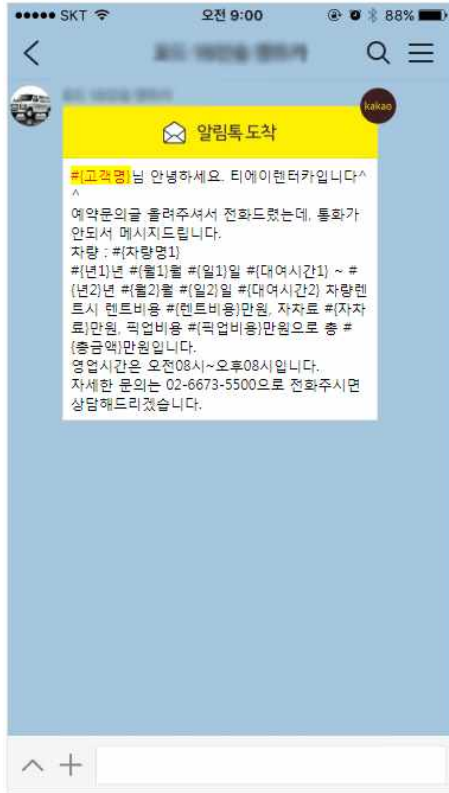 SKT 오전 9:00 88%
kakao
알림톡 도착
#{고객명}님 안녕하세요. 티에이렌터카입니다^
^
예약문의글 올려주셔서 전화드렸는데, 통화가
안되서 메시지드립니다.
차량 : #{차량명1}
#{년1}년 #{월1}월 #{일1}일 #{대여시간1} ~ #
{년2}년 #{월2}월 #{일2}일 #{대여시간2} 차량렌
트시 렌트비용 #{렌트비용}만원, 자차료 #{자차
료}만원, 픽업비용 #{픽업비용}만원으로 총 #
{총금액}만원입니다.
영업시간은 오전08시~오후08시입니다.
자세한 문의는 02-6673-5500으로 전화주시면
상담해드리겠습니다.